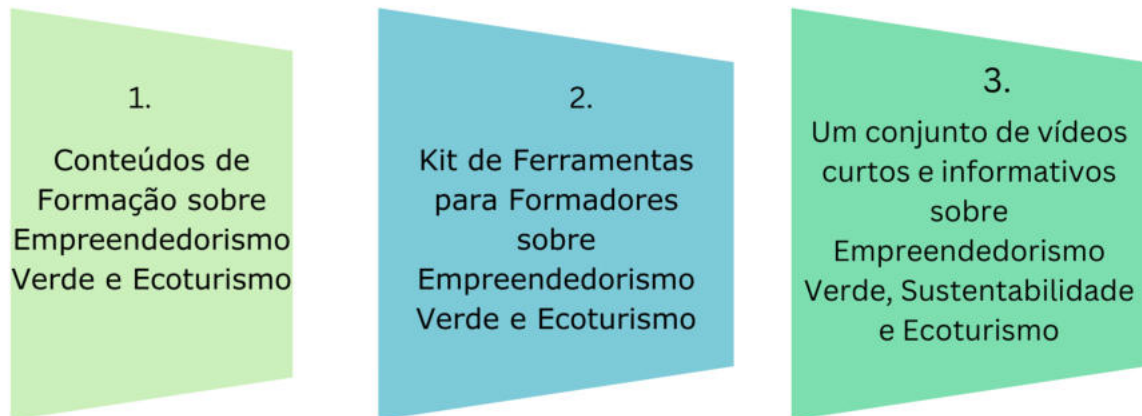 1.
Conteúdos de
Formação sobre
Empreendedorismo
Verde e Ecoturismo
2.
Kit de Ferramentas
para Formadores
sobre
Empreendedorismo
Verde e Ecoturismo
3.
Um conjunto de vídeos
curtos e informativos
sobre
Empreendedorismo
Verde, Sustentabilidade
e Ecoturismo